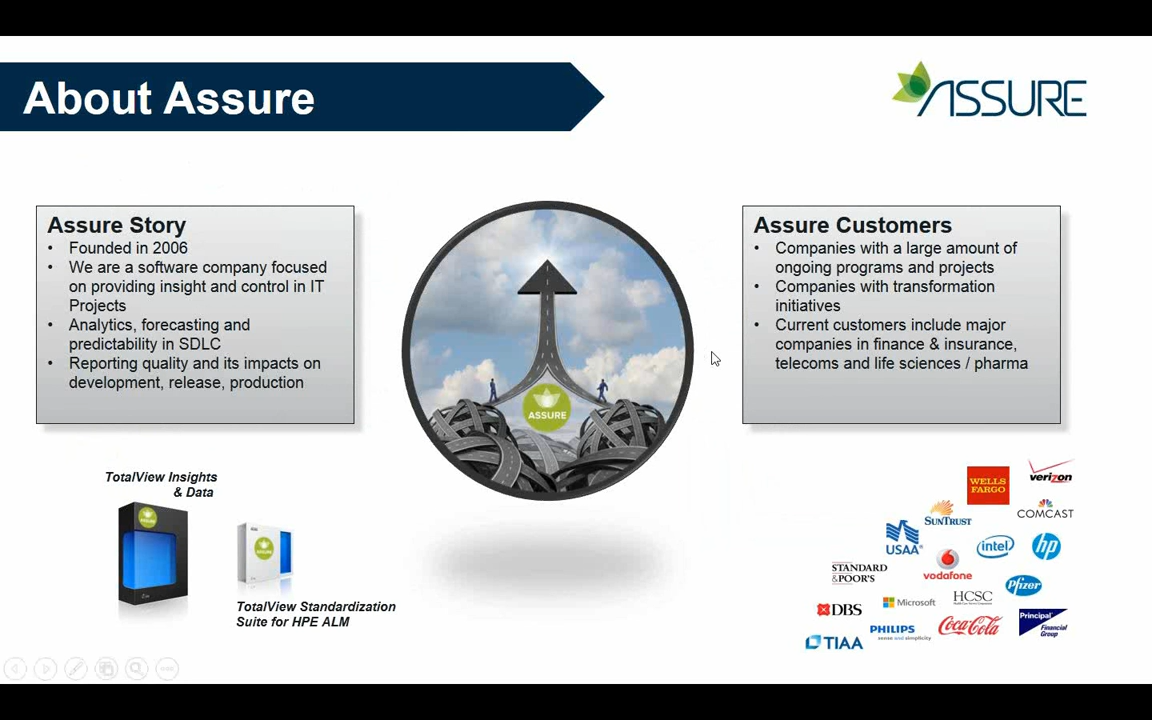 About Assure
ASSURE
Assure Story
• Founded in 2006
• We are a software company focused
on providing insight and control in IT
Projects
• Analytics, forecasting and
predictability in SDLC
• Reporting quality and its impacts on
development, release, production
ASSURE
Assure Customers
• Companies with a large amount of
ongoing programs and projects
• Companies with transformation
initiatives
• Current customers include major
companies in finance & insurance,
telecoms and life sciences / pharma
TotalView Insights
& Data
ASSURE
ASSURE
TotalView Standardization
Suite for HPE ALM
WELLS
FARGO
verizon
SUNTRUST
COMCAST
USAA
intel
hp
STANDARD
&POOR'S
vodafone
Pfizer
DBS
Microsoft
HCSC
PHILIPS
sense and simplicity
Coca-Cola
Principal
Financial
Group
TIAA